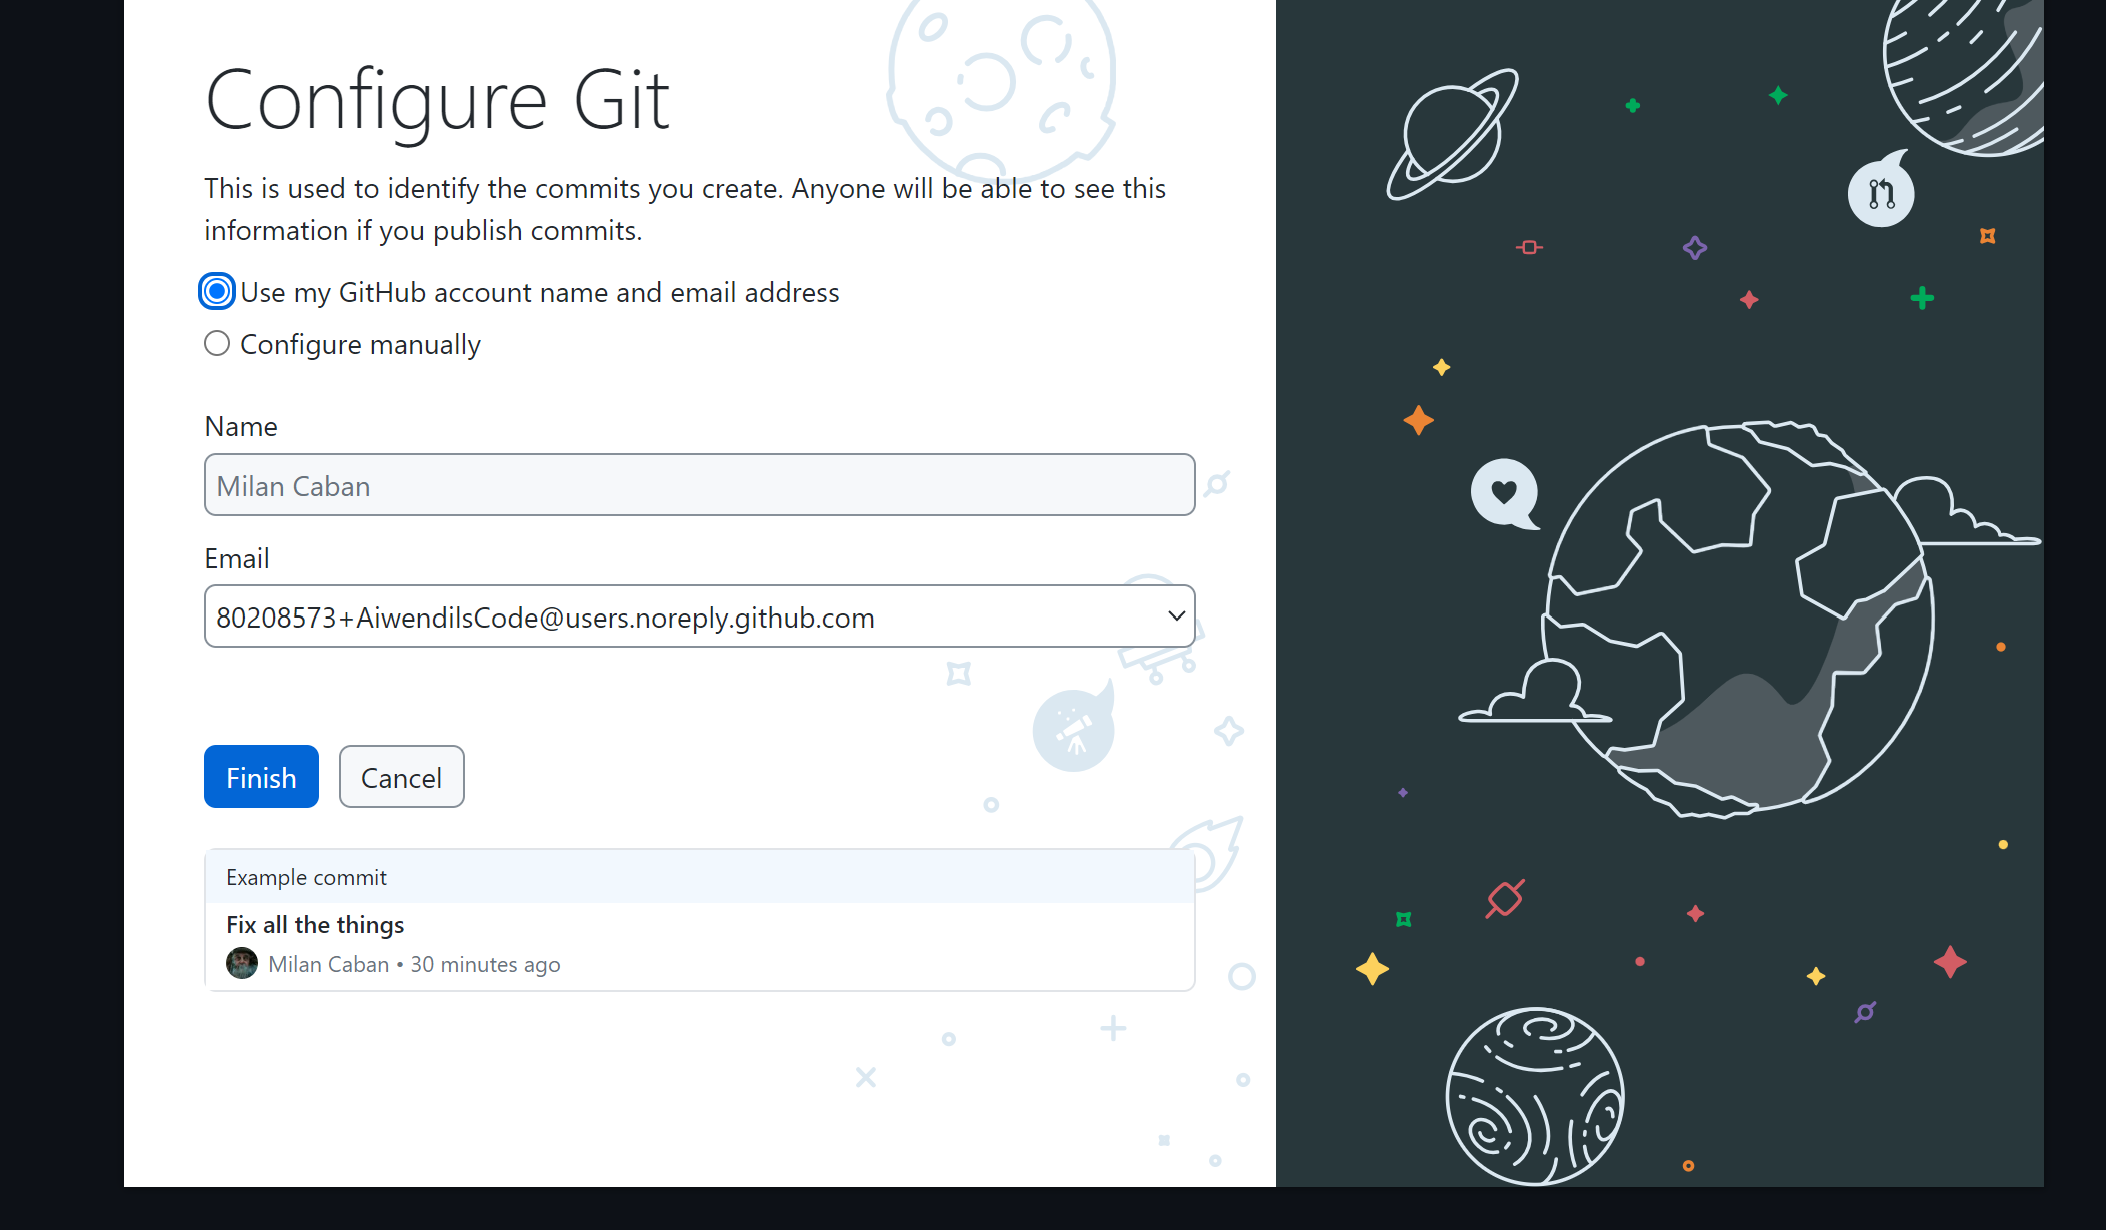 Configure Git
This is used to identify the commits you create. Anyone will be able to see this
information if you publish commits.
Use my GitHub account name and email address
Configure manually
Name
Milan Caban
Email
80208573+AiwendilsCode@users.noreply.github.com
Finish
Cancel
Example commit
Fix all the things
Milan Caban • 30 minutes ago